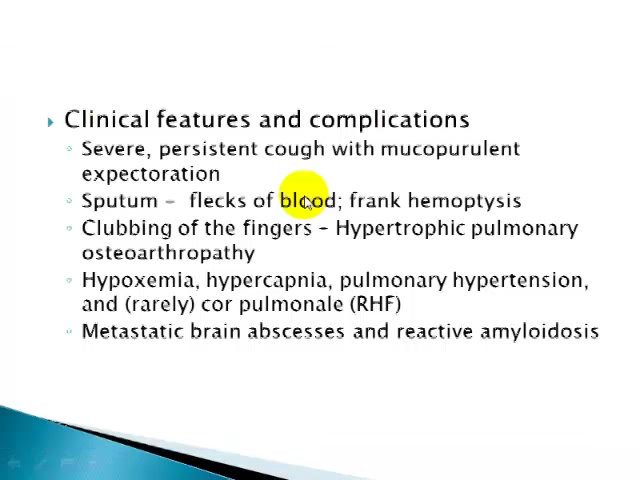 Clinical features and complications
Severe, persistent cough with mucopurulent
expectoration
Sputum – flecks of blood; frank hemoptysis
Clubbing of the fingers – Hypertrophic pulmonary
osteoarthropathy
Hypoxemia, hypercapnia, pulmonary hypertension,
and (rarely) cor pulmonale (RHF)
Metastatic brain abscesses and reactive amyloidosis